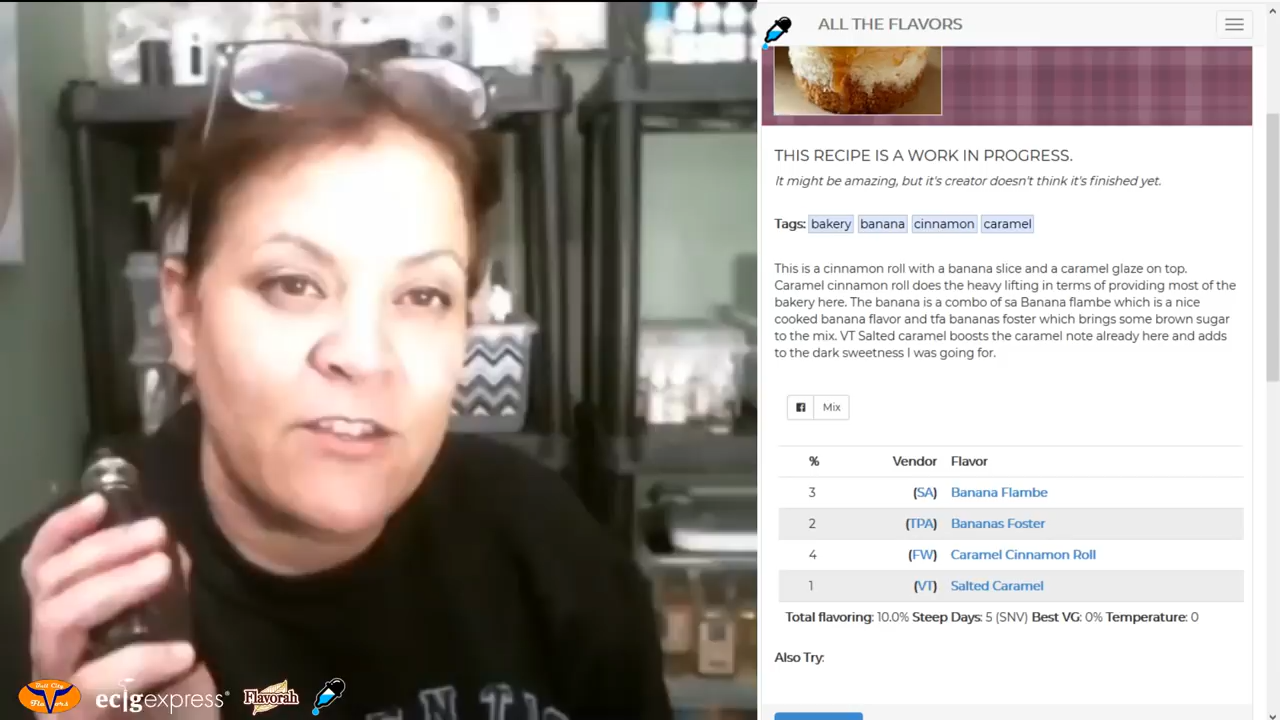 ALL THE FLAVORS
THIS RECIPE IS A WORK IN PROGRESS.
It might be amazing, but it's creator doesn't think it's finished yet.
Tags: bakery banana cinnamon caramel
This is a cinnamon roll with a banana slice and a caramel glaze on top.
Caramel cinnamon roll does the heavy lifting in terms of providing most of the
bakery here. The banana is a combo of sa Banana flambe which is a nice
cooked banana flavor and tfa bananas foster which brings some brown sugar
to the mix. VT Salted caramel boosts the caramel note already here and adds
to the dark sweetness I was going for.
Mix
% Vendor Flavor
3 (SA) Banana Flambe
2 (TPA) Bananas Foster
4 (FW) Caramel Cinnamon Roll
1 (VT) Salted Caramel
Total flavoring: 10.0% Steep Days: 5 (SNV) Best VG: 0% Temperature: 0
Also Try:
Bull City
Flavors
ecigexpress
Flavorah